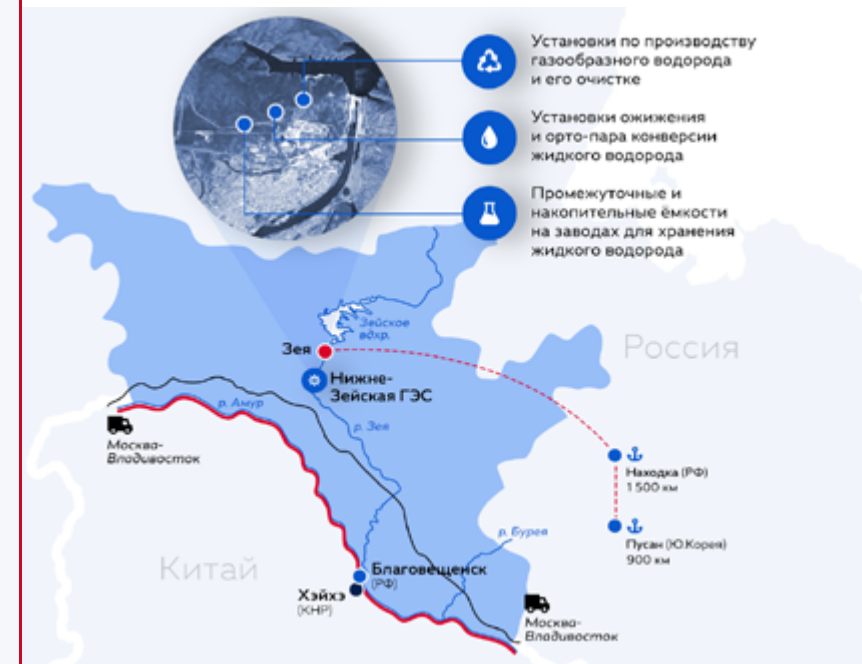 Установки по производству
газообразного водорода
и его очистке
Установки ожижения
и орто-пара конверсии
жидкого водорода
Промежуточные и
накопительные ёмкости
на заводах для хранения
жидкого водорода
Зейское
вдхр.
Зея
Россия
Нижне-
Зейская ГЭС
р. Амур
р. Зея
Москва-
Владивосток
Находка (РФ)
1 500 км
р. Бурея
Пусан (Ю.Корея)
900 км
Китай
Благовещенск
(РФ)
Хэйхэ
(КНР)
Москва-
Владивосток